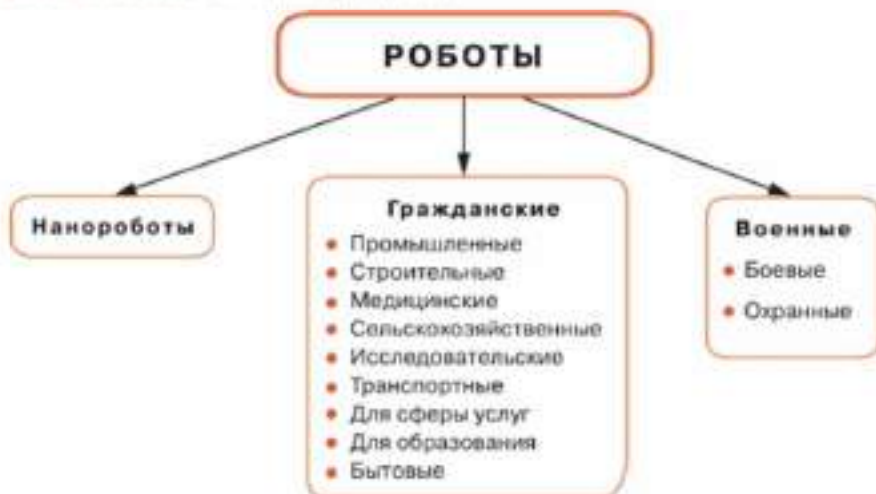 РОБОТЫ
Нанороботы
Гражданские
• Промышленные
• Строительные
• Медицинские
• Сельскохозяйственные
• Исследовательские
• Транспортные
• Для сферы услуг
• Для образования
• Бытовые
Военные
• Боевые
• Охранные